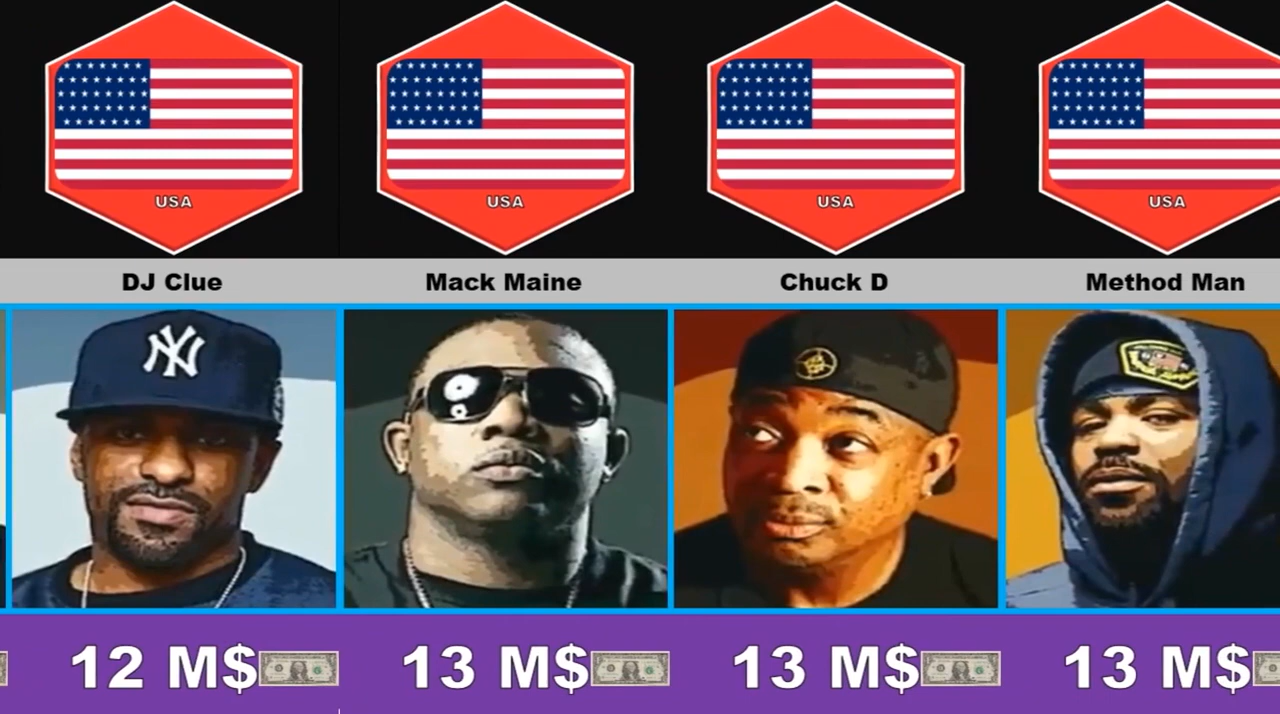 USA USA USA USA
DJ Clue Mack Maine Chuck D Method Man
NY
12 M$ 13 M$ 13 M$ 13 M$